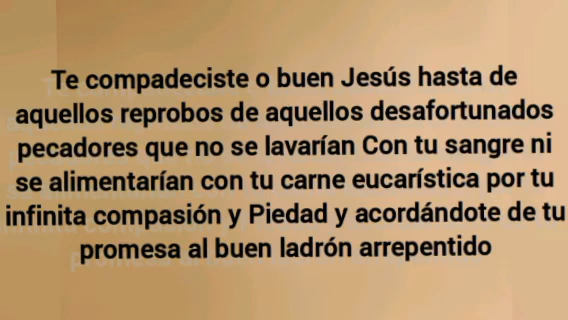 Te compadeciste o buen Jesús hasta de
aquellos reprobos de aquellos desafortunados
pecadores que no se lavarían Con tu sangre ni
se alimentarían con tu carne eucarística por tu
infinita compasión y Piedad y acordándote de tu
promesa al buen ladrón arrepentido